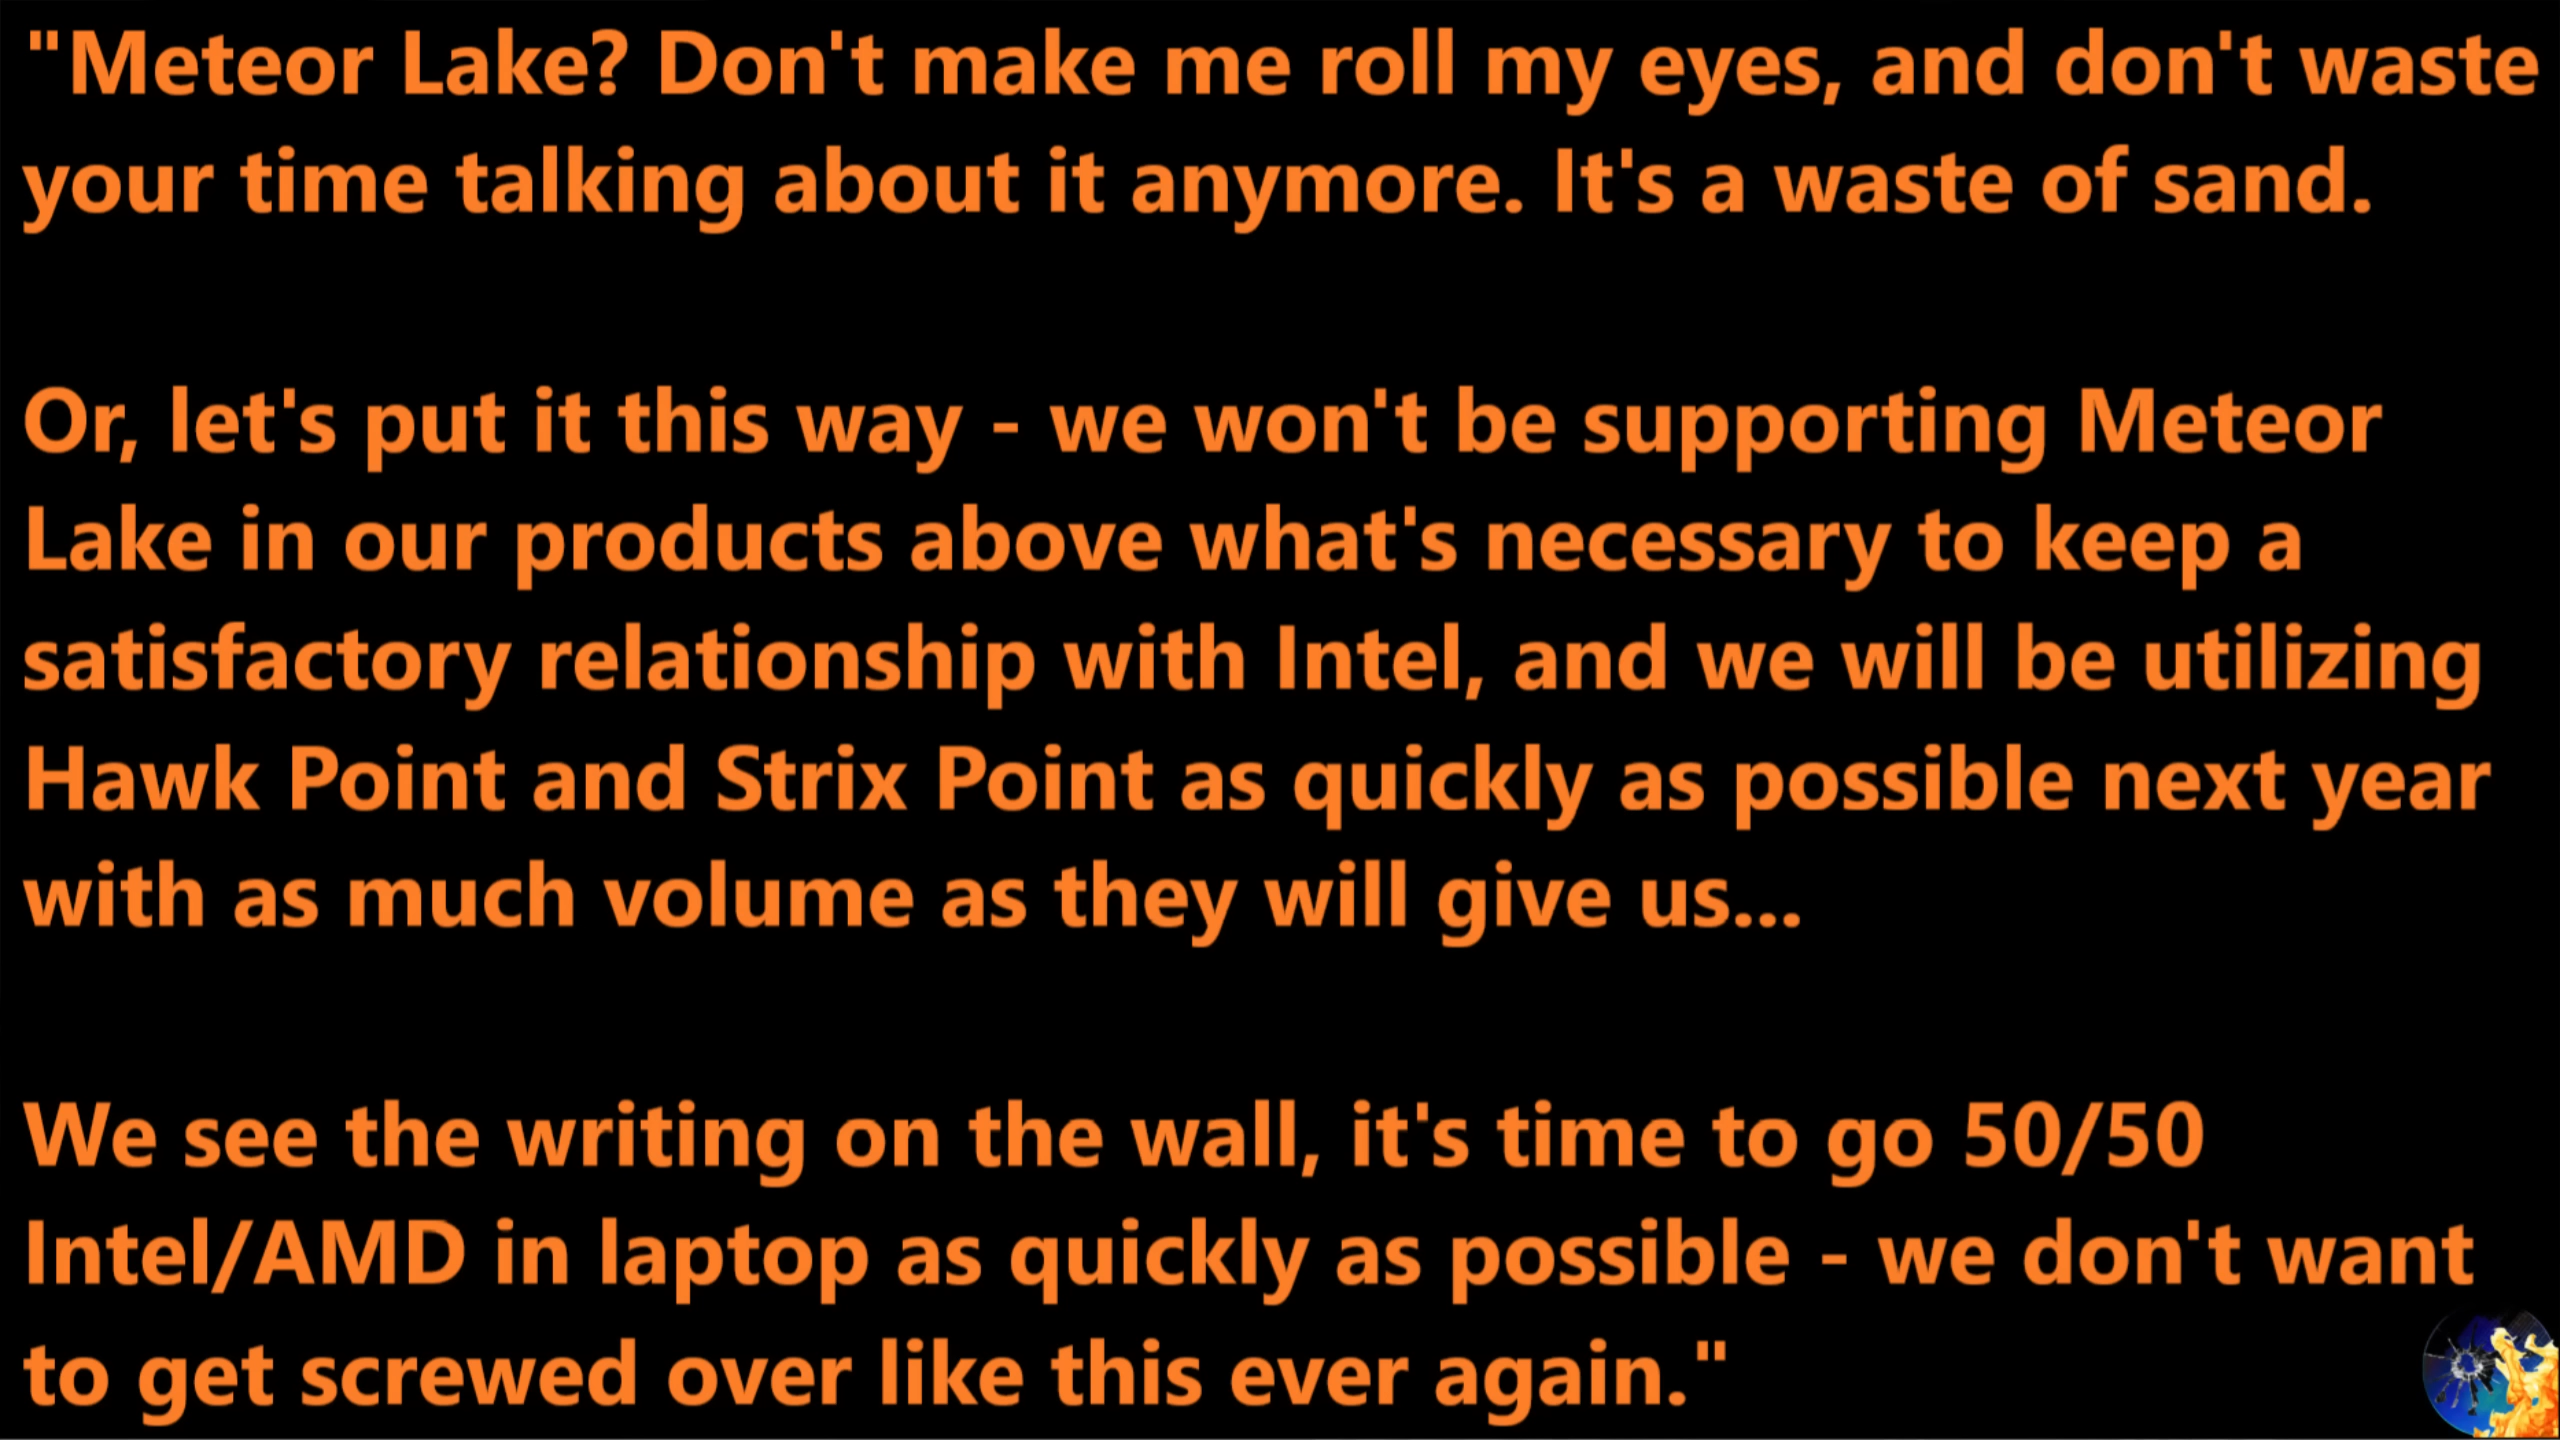 "Meteor Lake? Don't make me roll my eyes, and don't waste
your time talking about it anymore. It's a waste of sand.
Or, let's put it this way - we won't be supporting Meteor
Lake in our products above what's necessary to keep a
satisfactory relationship with Intel, and we will be utilizing
Hawk Point and Strix Point as quickly as possible next year
with as much volume as they will give us...
We see the writing on the wall, it's time to go 50/50
Intel/AMD in laptop as quickly as possible - we don't want
to get screwed over like this ever again."